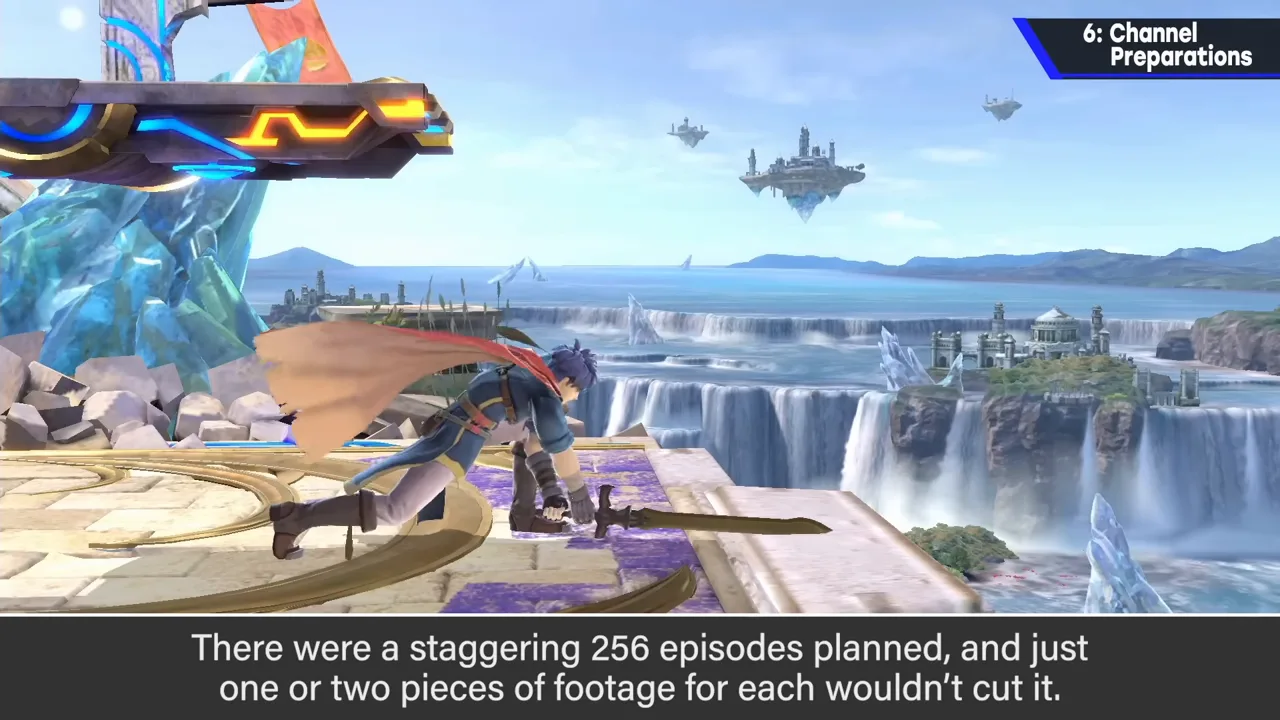 6: Channel
Preparations
There were a staggering 256 episodes planned, and just
one or two pieces of footage for each wouldn't cut it.